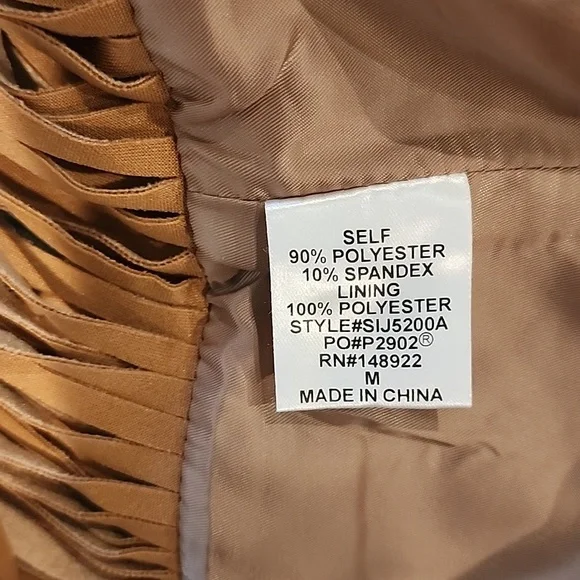 SELF
90% POLYESTER
10% SPANDEX
LINING
100% POLYESTER
STYLE#SIJ5200A
PO#P2902®
RN#148922
M
MADE IN CHINA